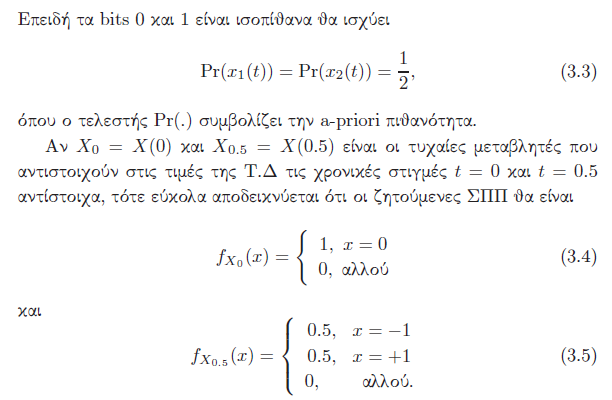 Επειδή τα bits 0 και 1 είναι ισοπίθανα θα ισχύει
Pr(x₁(t)) = Pr(x₂(t)) = 1/2, (3.3)
όπου ο τελεστής Pr(.) συμβολίζει την a-priori πιθανότητα.
Αν X₀ = X(0) και X₀.₅ = X(0.5) είναι οι τυχαίες μεταβλητές που
αντιστοιχούν στις τιμές της Τ.Δ τις χρονικές στιγμές t = 0 και t = 0.5
αντίστοιχα, τότε εύκολα αποδεικνύεται ότι οι ζητούμενες ΣΠΠ θα είναι
f_{X₀}(x) = { 1, x = 0
0, αλλού (3.4)
και
f_{X₀.₅}(x) = { 0.5, x = −1
0.5, x = +1 (3.5)
0, αλλού.